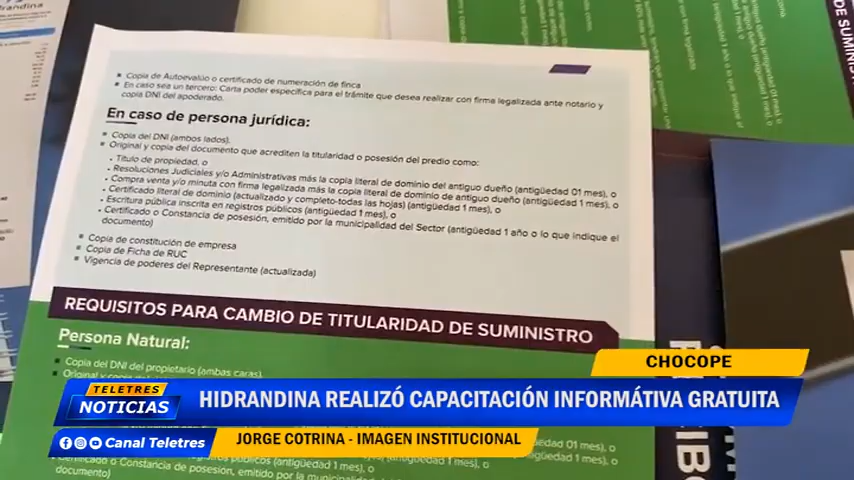 Copia de Autoevalúo o certificado de numeración de finca
En caso sea un tercero: Carta poder específica para el trámite que desea realizar con firma legalizada ante notario y
copia DNI del apoderado.
En caso de persona jurídica:
Copia del DNI (ambos lados).
Original y copia del documento que acrediten la titularidad o posesión del predio como:
Título de propiedad, o
Resoluciones Judiciales y/o Administrativas más la copia literal de dominio del antiguo dueño (antigüedad 01 mes), o
Compra venta y/o minuta con firma legalizada más la copia literal de dominio de antiguo dueño (antigüedad 1 mes), o
Certificado literal de dominio (actualizado y completo-todas las hojas) (antigüedad 1 mes), o
Escritura pública inscrita en registros públicos (antigüedad 1 mes), o
Certificado o Constancia de posesión, emitido por la municipalidad del Sector (antigüedad 1 año o lo que indique el
documento)
Copia de constitución de empresa
Copia de Ficha de RUC
Vigencia de poderes del Representante (actualizada)
REQUISITOS PARA CAMBIO DE TITULARIDAD DE SUMINISTRO
Persona Natural:
Copia del DNI del propietario (ambas caras).
CHOCOPE
TELETRES
NOTICIAS
HIDRANDINA REALIZÓ CAPACITACIÓN INFORMÁTIVA GRATUITA
Canal Teletres
JORGE COTRINA - IMAGEN INSTITUCIONAL